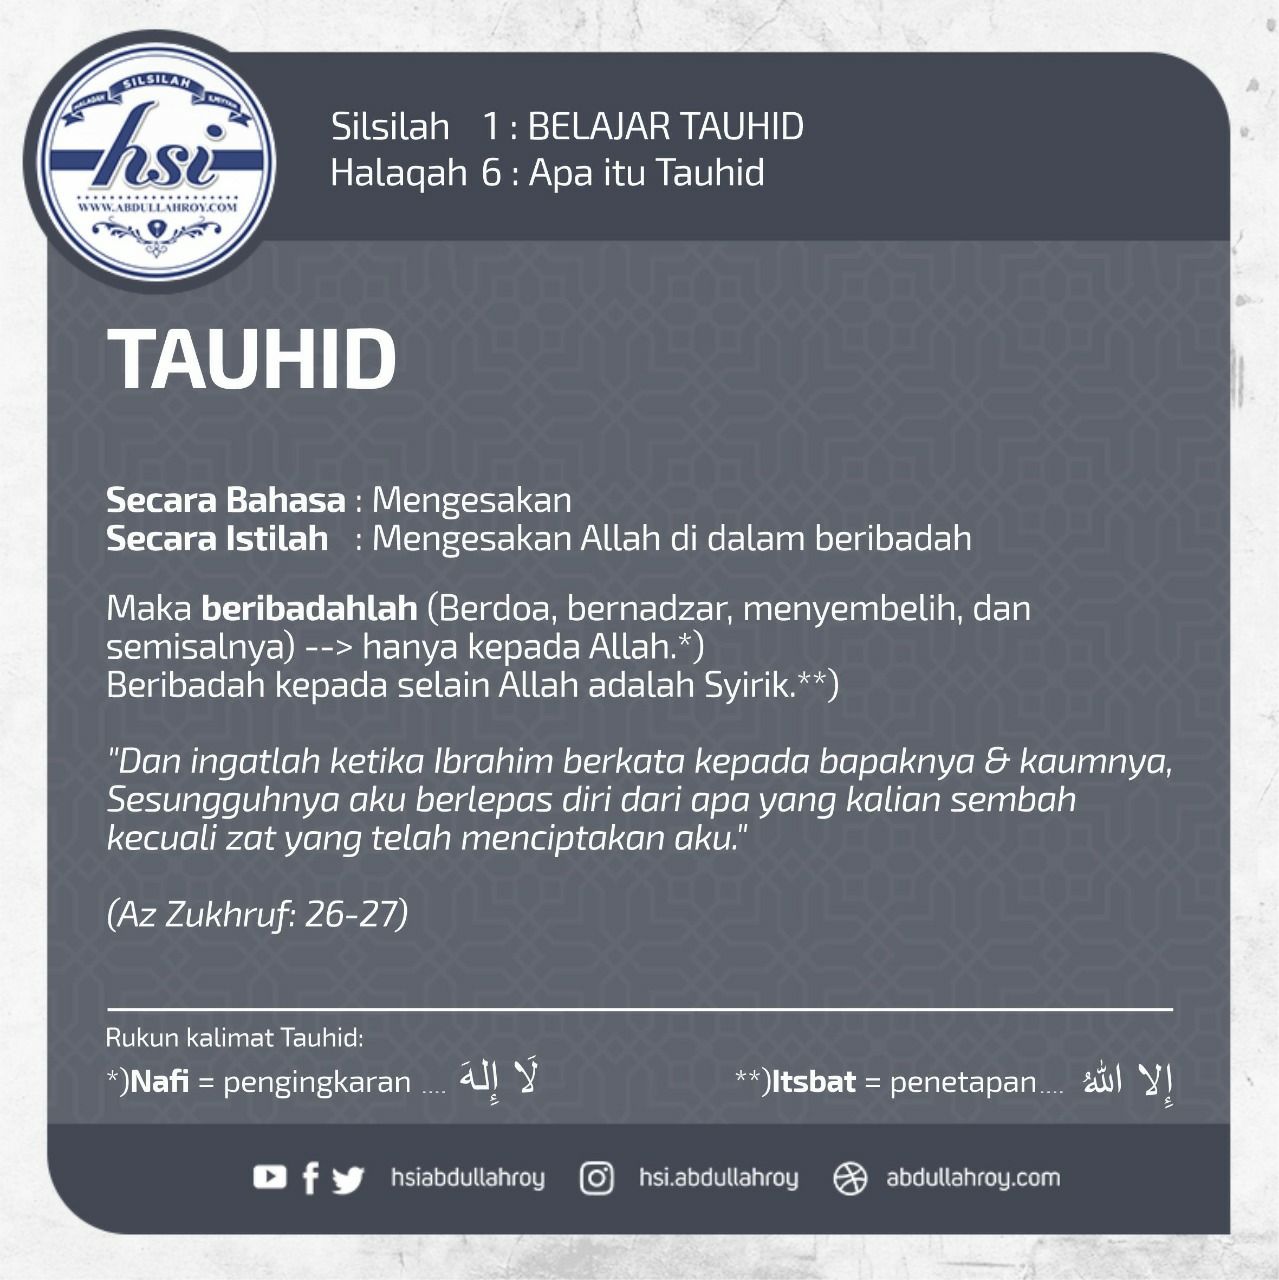 HALAQAH SILSILAH ILMIYYAH
hsi
WWW.ABDULLAHROY.COM
Silsilah 1 : BELAJAR TAUHID
Halaqah 6 : Apa itu Tauhid
TAUHID
Secara Bahasa : Mengesakan
Secara Istilah : Mengesakan Allah di dalam beribadah
Maka beribadahlah (Berdoa, bernadzar, menyembelih, dan
semisalnya) --> hanya kepada Allah.*)
Beribadah kepada selain Allah adalah Syirik.**)
"Dan ingatlah ketika Ibrahim berkata kepada bapaknya & kaumnya,
Sesungguhnya aku berlepas diri dari apa yang kalian sembah
kecuali zat yang telah menciptakan aku."
(Az Zukhruf: 26-27)
Rukun kalimat Tauhid:
*)Nafi = pengingkaran .... لَا إِلهَ
**)Itsbat = penetapan.... إِلا اللهُ
hsiabdullahroy hsi.abdullahroy abdullahroy.com